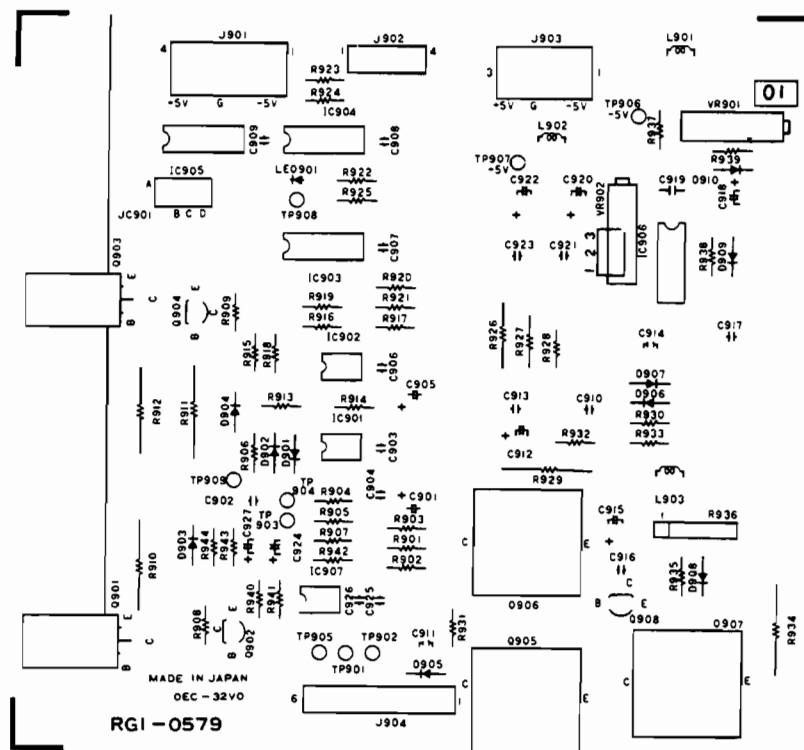 J901
J902
J903
L901
4
1
1
4
3
1
R923
R924
+5V G -5V
+5V G -5V
IC904
TP906
-5V
01
VR901
R937
C909
C908
L902
TP907
-5V
R939
IC905
A
B C D
JC901
LED901
TP908
R922
R925
C922
C920
VR902
C919
D910
+
C918
+
+
Q903
C907
C923
C921
1 2 3
IC906
R938
D909
E
C
B
Q904
E
C
B
R909
IC903
R920
R921
R917
R919
R916
IC902
R915
R918
R926
R927
R928
C914
C917
C906
C905
+
D907
D906
R930
R933
R912
R911
D904
R913
R914
IC901
C913
C910
+
C912
R932
R906
D902
D901
C903
R929
TP909
C902
TP
904
TP
903
C904
R904
R905
R907
R942
+
C901
R903
R901
R902
L903
C915
+
R936
C916
R910
D903
R944
R943
C927
+
+
C924
IC907
C
E
Q906
R935
D908
C
B
E
Q908
Q907
R934
Q901
E
C
B
R908
C
E
B
Q902
R940
R941
C926
C925
R931
Q905
TP905
TP902
TP901
C911
D905
C
E
C
E
MADE IN JAPAN
OEC-32V0
6
1
J904
RG1-0579